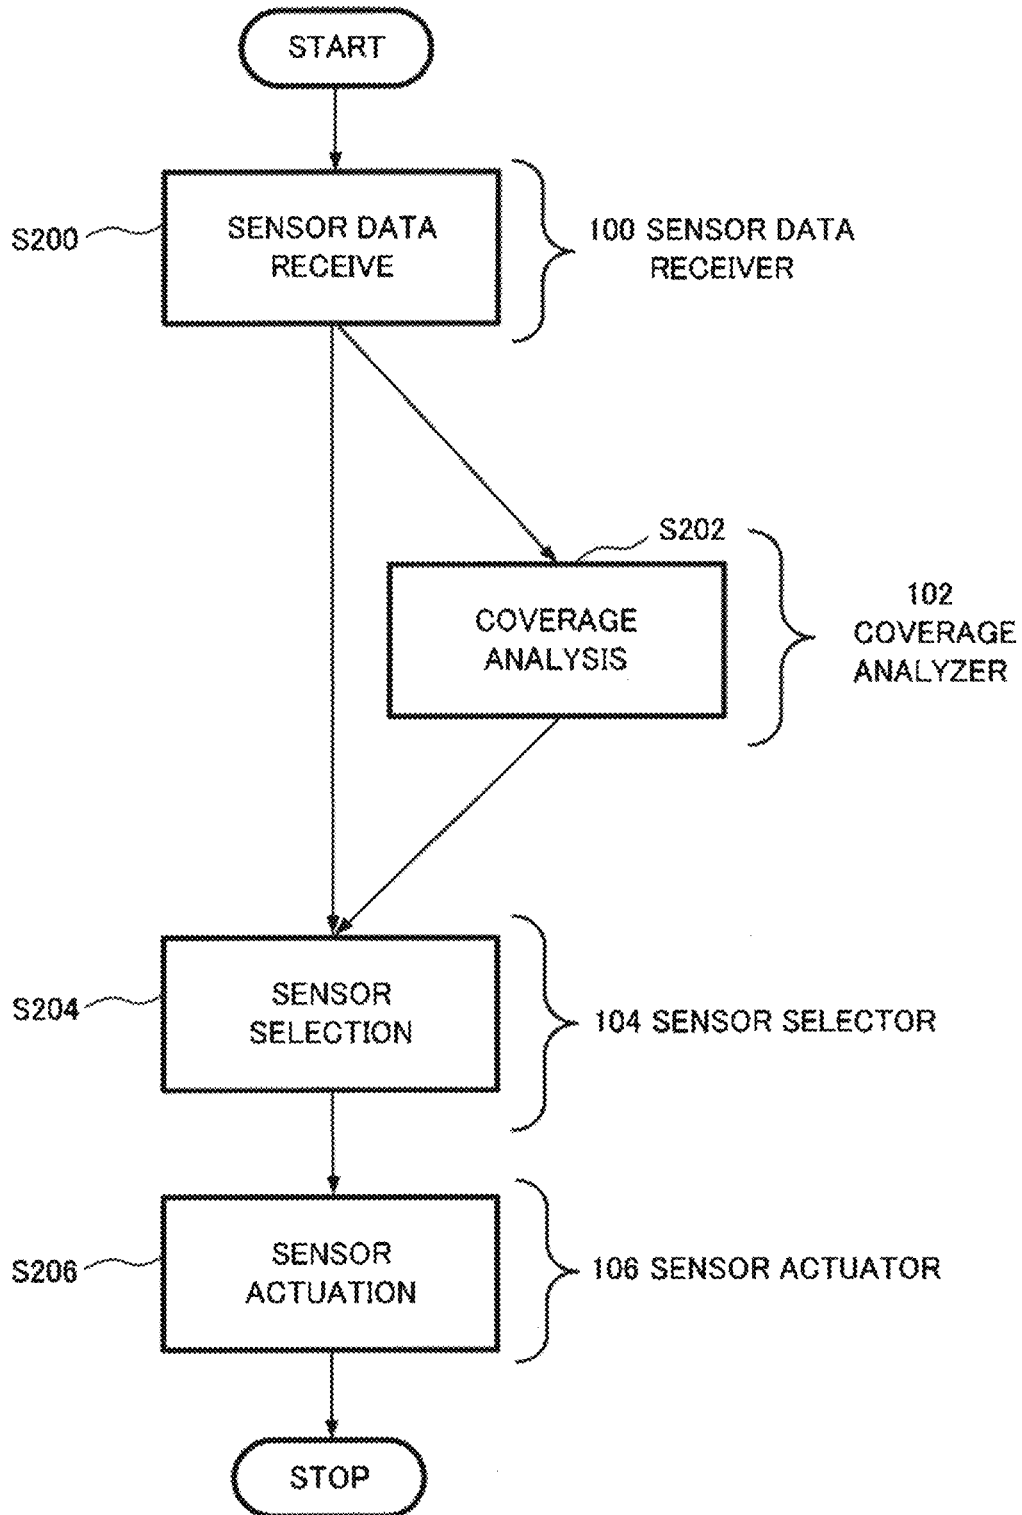 START
S200
SENSOR DATA
RECEIVE
100 SENSOR DATA
RECEIVER
S202
COVERAGE
ANALYSIS
102
COVERAGE
ANALYZER
S204
SENSOR
SELECTION
104 SENSOR SELECTOR
S206
SENSOR
ACTUATION
106 SENSOR ACTUATOR
STOP